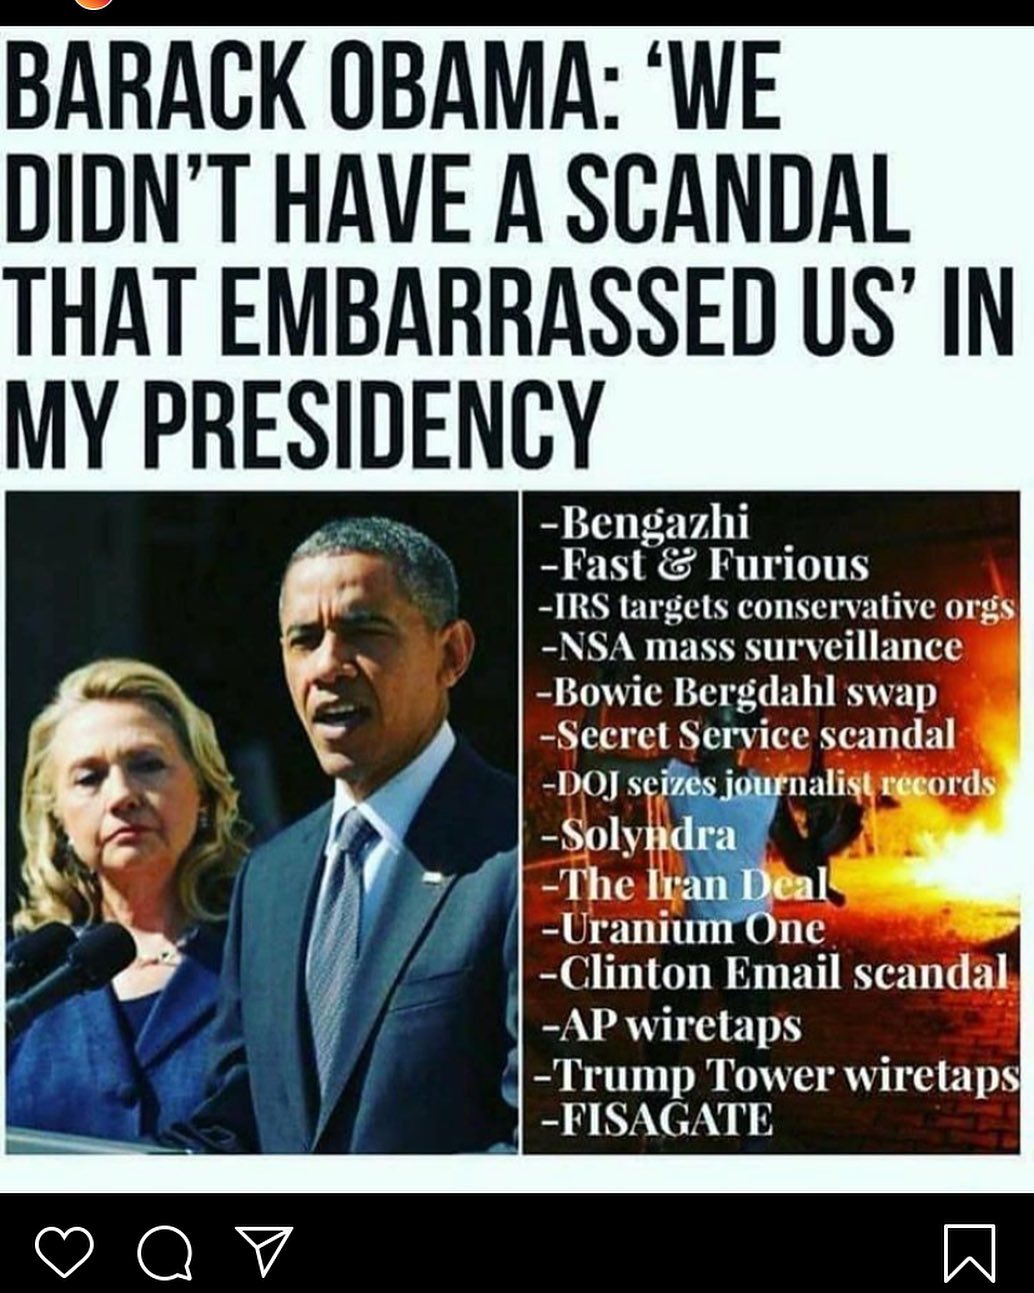 BARACK OBAMA: ‘WE
DIDN’T HAVE A SCANDAL
THAT EMBARRASSED US’ IN
MY PRESIDENCY
-Bengazhi
-Fast & Furious
-IRS targets conservative orgs
-NSA mass surveillance
-Bowie Bergdahl swap
-Secret Service scandal
-DOJ seizes journalist records
-Solyndra
-The Iran Deal
-Uranium One
-Clinton Email scandal
-AP wiretaps
-Trump Tower wiretaps
-FISAGATE